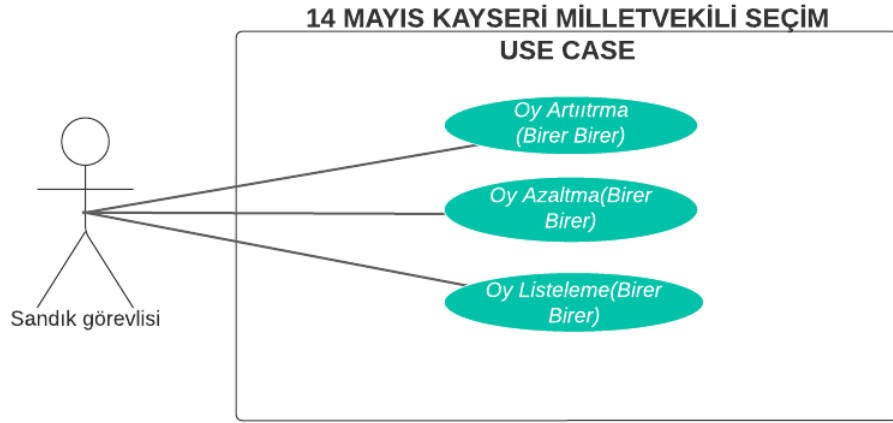 14 MAYIS KAYSERİ MİLLETVEKİLİ SEÇİM
USE CASE
Oy Artııtrma
(Birer Birer)
Oy Azaltma(Birer
Birer)
Oy Listeleme(Birer
Birer)
Sandık görevlisi